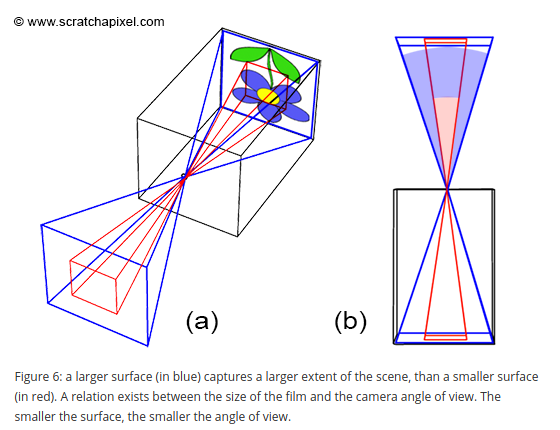 © www.scratchapixel.com
(a)
(b)
Figure 6: a larger surface (in blue) captures a larger extent of the scene, than a smaller surface
(in red). A relation exists between the size of the film and the camera angle of view. The
smaller the surface, the smaller the angle of view.